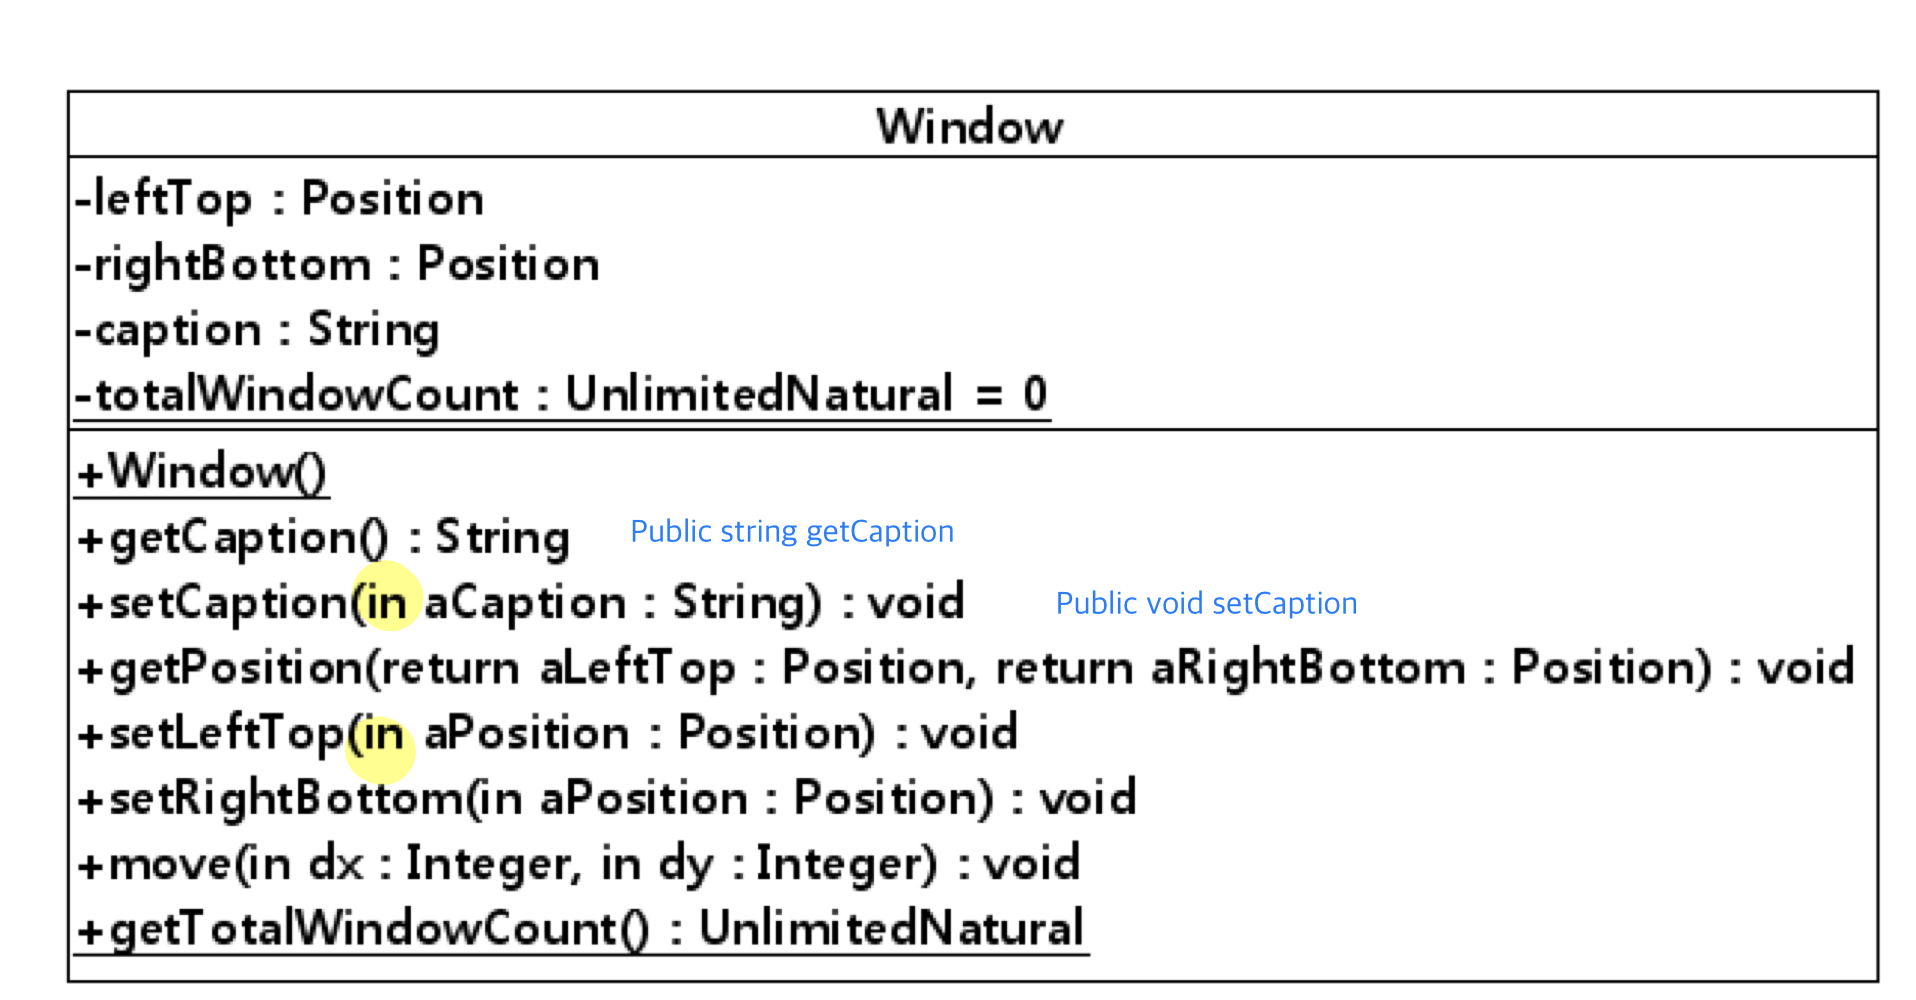 Window
-leftTop : Position
-rightBottom : Position
-caption : String
-totalWindowCount : UnlimitedNatural = 0
+Window()
+getCaption() : String Public string getCaption
+setCaption(in aCaption : String) : void Public void setCaption
+getPosition(return aLeftTop : Position, return aRightBottom : Position) : void
+setLeftTop(in aPosition : Position) : void
+setRightBottom(in aPosition : Position) : void
+move(in dx : Integer, in dy : Integer) : void
+getTotalWindowCount() : UnlimitedNatural